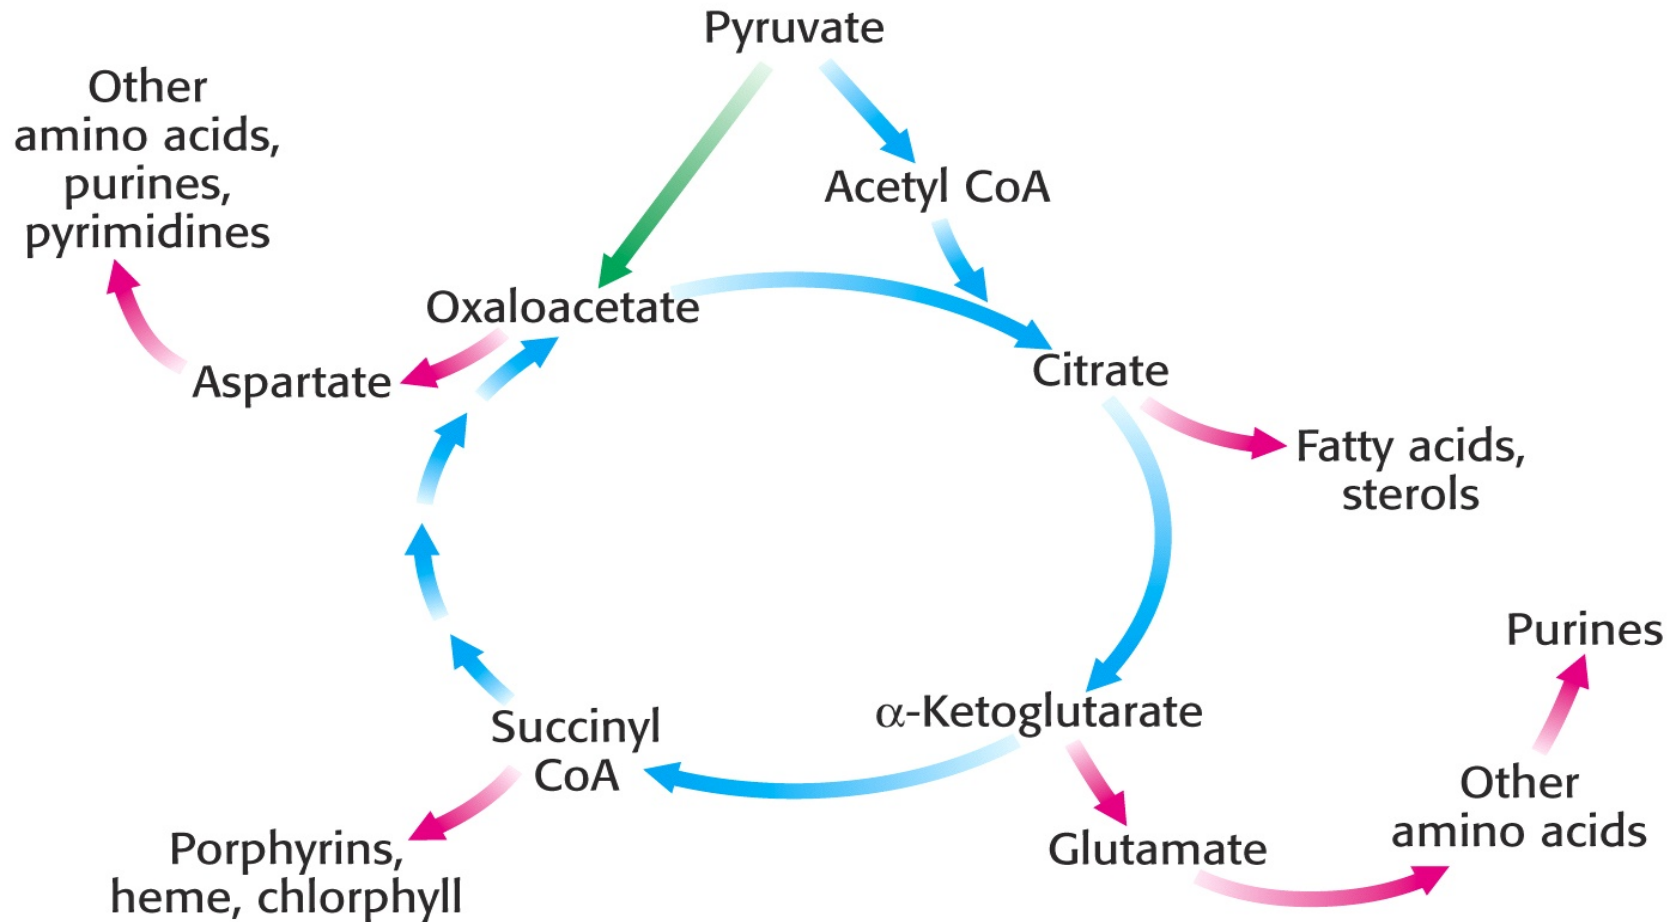 Pyruvate
Other
amino acids,
purines,
pyrimidines
Acetyl CoA
Oxaloacetate
Aspartate
Citrate
Fatty acids,
sterols
Purines
α-Ketoglutarate
Succinyl
CoA
Other
amino acids
Glutamate
Porphyrins,
heme, chlorphyll